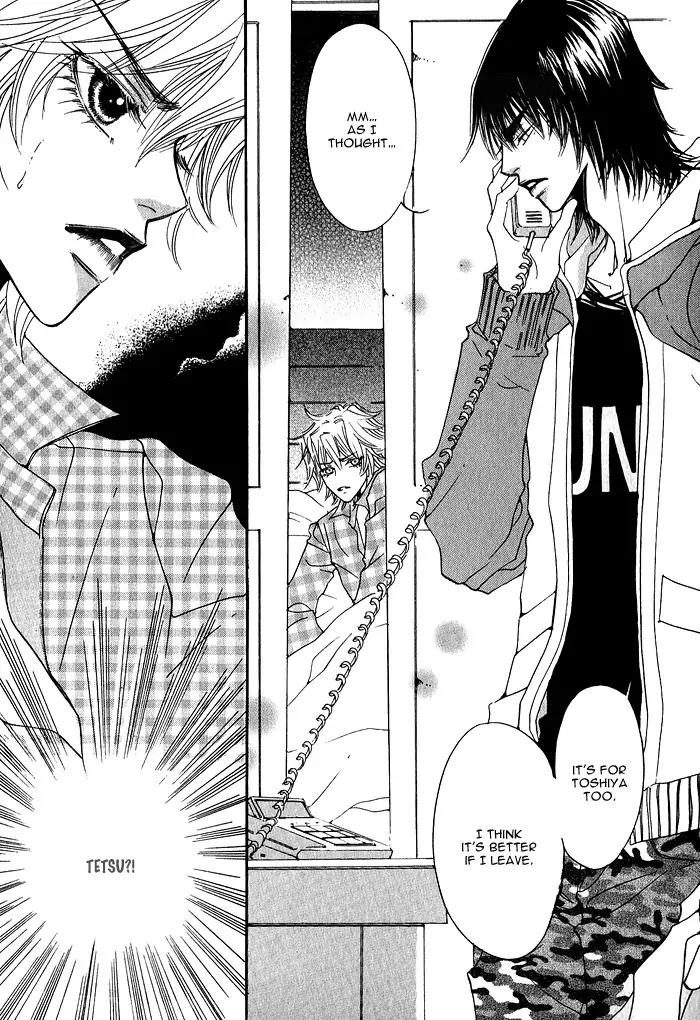 MM...
AS I
THOUGHT...
UN
IT'S FOR
TOSHIYA
TOO.
I THINK
IT'S BETTER
IF I LEAVE.
TETSU?!